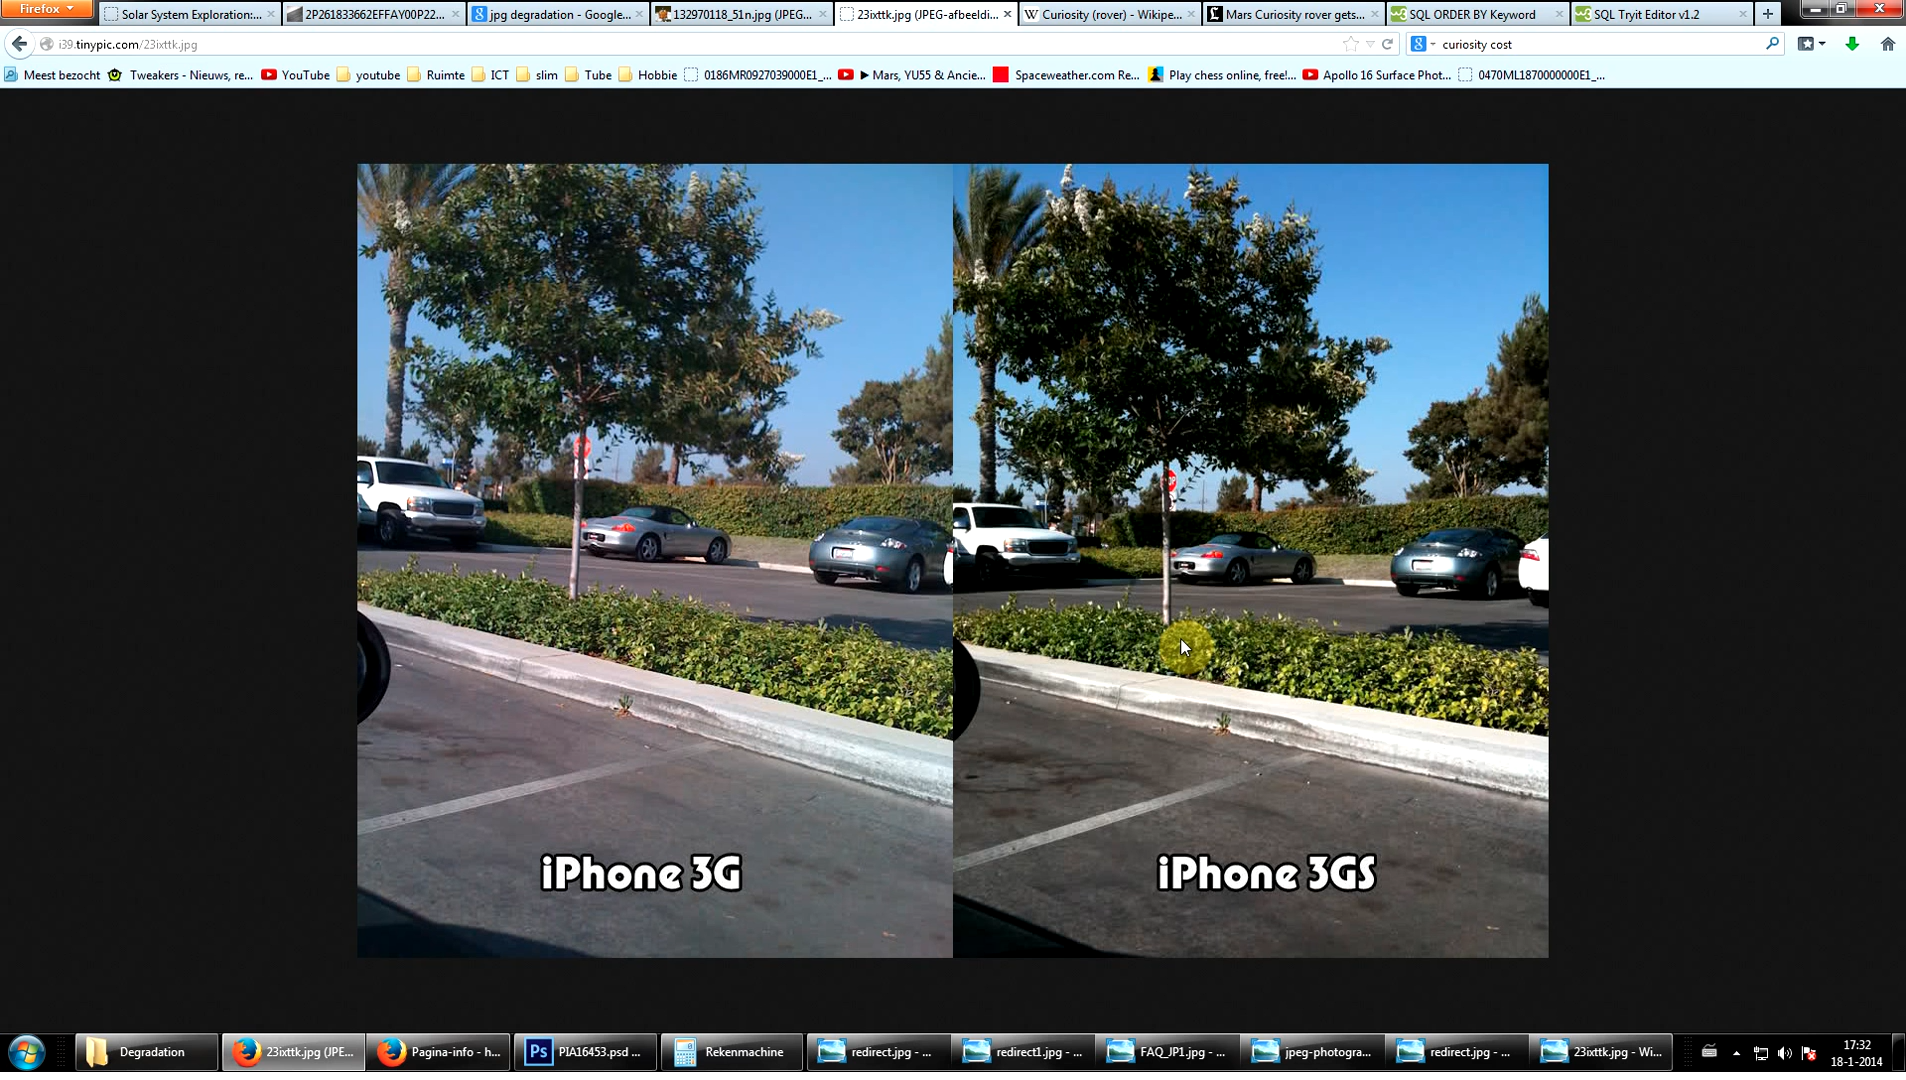 Firefox
Solar System Exploration:...
2P261833662EFFAY00P22...
jpg degradation - Google...
132970118_51n.jpg (JPEG...
23ixttk.jpg (JPEG-afbeeldi...
Curiosity (rover) - Wikipe...
Mars Curiosity rover gets...
SQL ORDER BY Keyword
SQL Tryit Editor v1.2
i39.tinypic.com/23ixttk.jpg
curiosity cost
Meest bezocht
Tweakers - Nieuws, re...
YouTube
youtube
Ruimte
ICT
slim
Tube
Hobbie
0186MR0927039000E1_...
Mars, YU55 & Ancie...
Spaceweather.com Re...
Play chess online, free!...
Apollo 16 Surface Phot...
0470ML1870000000E1_...
iPhone 3G
iPhone 3GS
Degradation
23ixttk.jpg (JPE...
Pagina-info - h...
Ps
PIA16453.psd ...
Rekenmachine
redirect.jpg - ...
redirect1.jpg - ...
FAQ_JP1.jpg - ...
jpeg-photogra...
redirect.jpg - ...
23ixttk.jpg - Wi...
17:32
18-1-2014